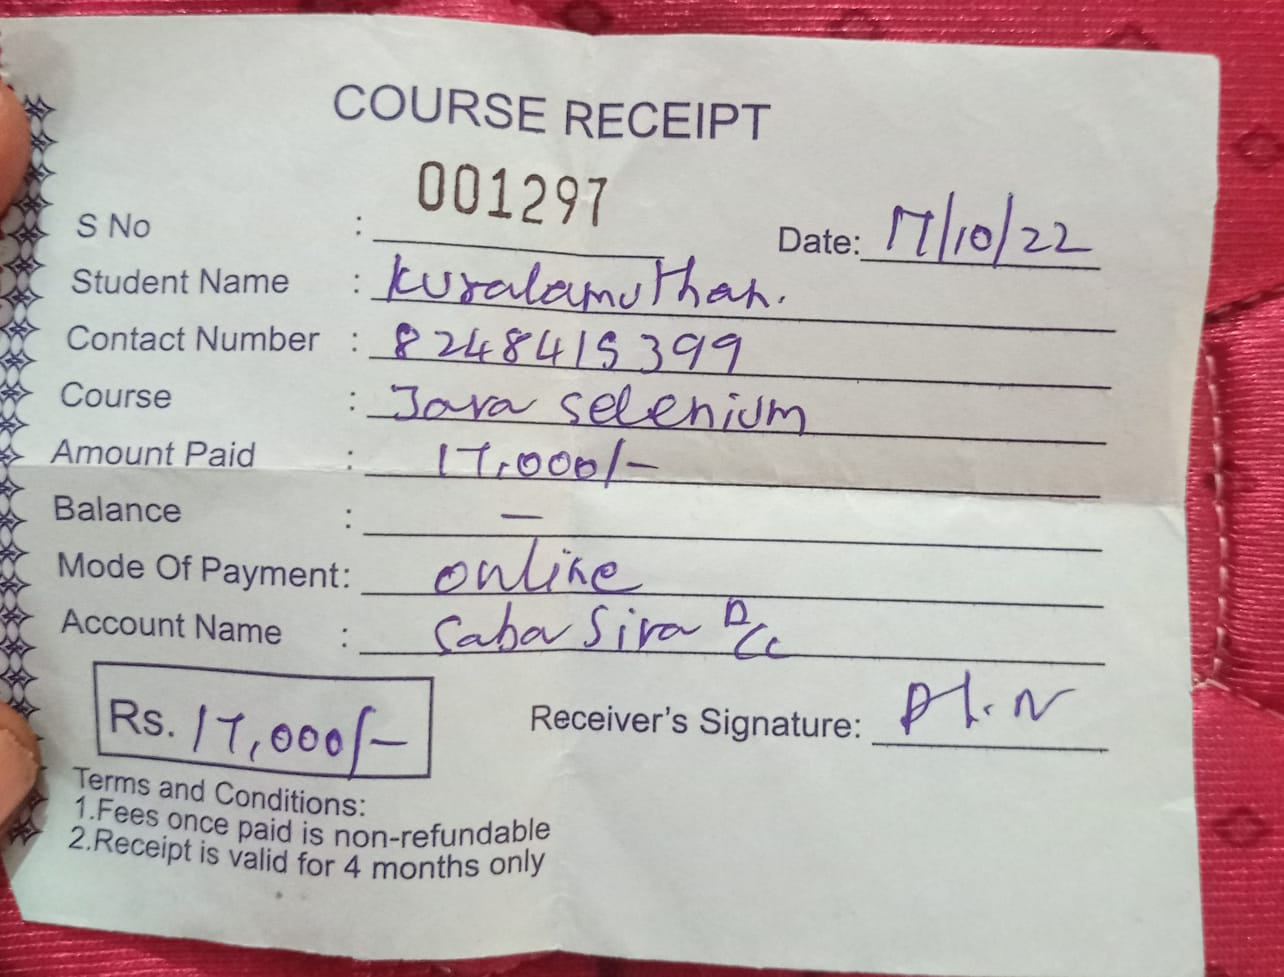 COURSE RECEIPT
S No : 001297 Date: 17/10/22
Student Name : Kuralamuthan.
Contact Number : 8248415399
Course : Java Selenium
Amount Paid : 17,000/-
Balance : -
Mode Of Payment: Online
Account Name : Saba Siva
Rs. 17,000/- Receiver's Signature:
Terms and Conditions:
1.Fees once paid is non-refundable
2.Receipt is valid for 4 months only